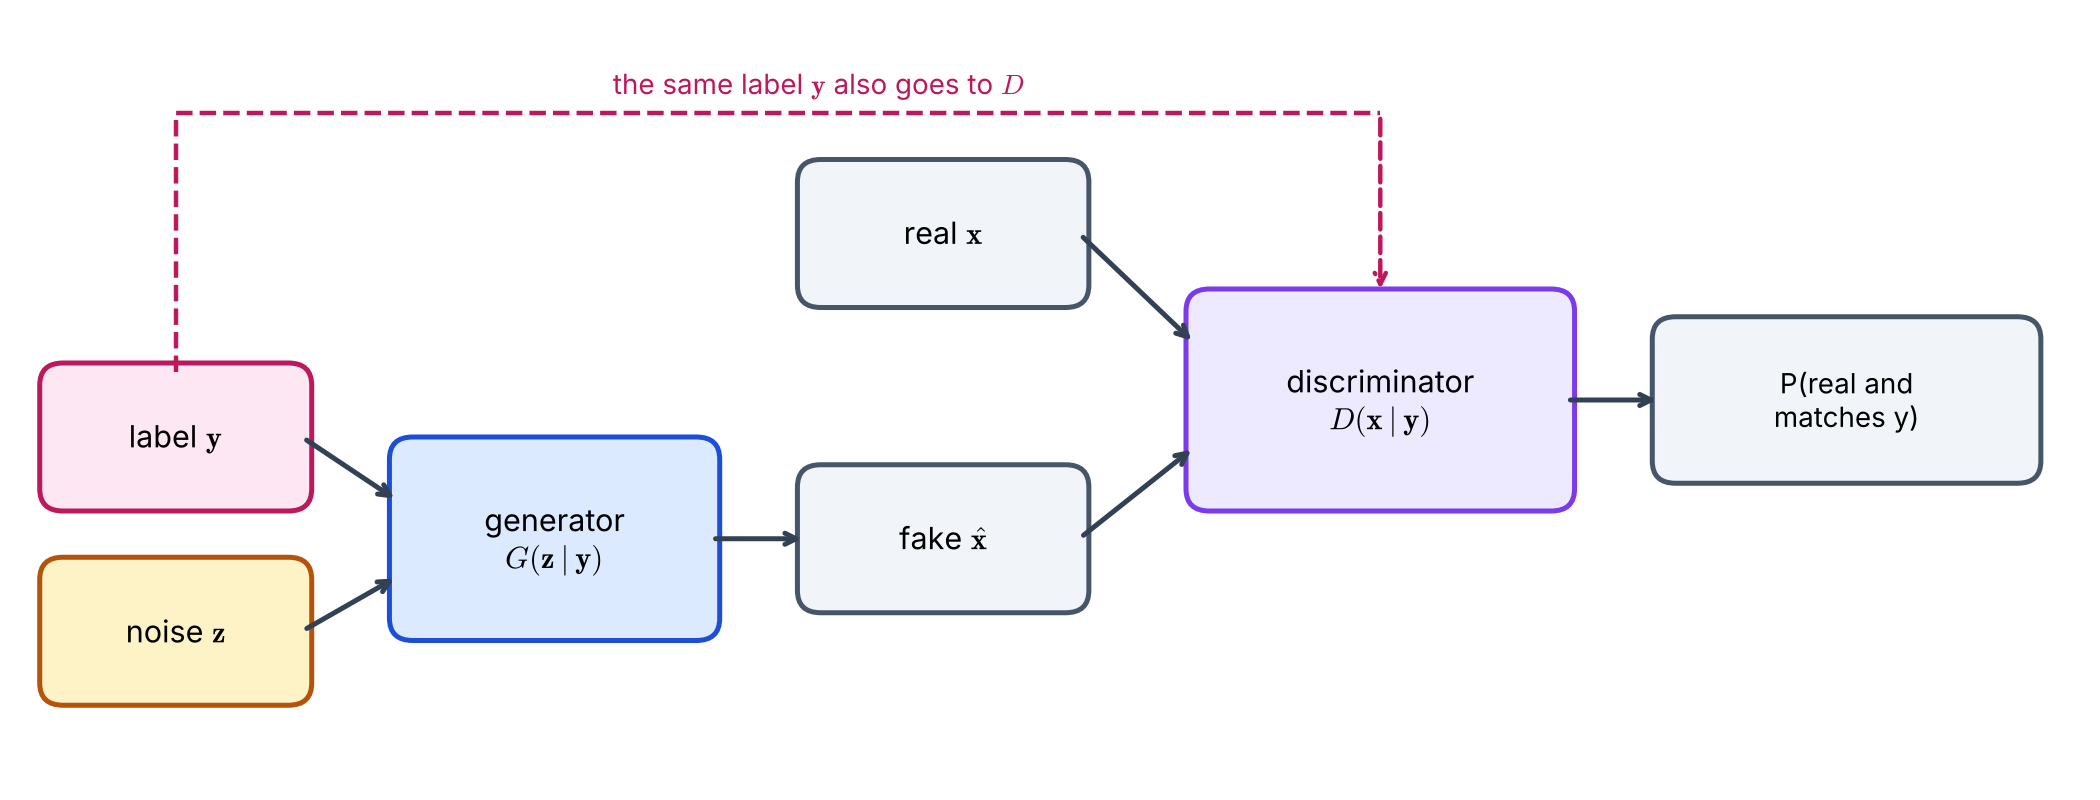 the same label y also goes to D
real x
label y
noise z
generator
G(z | y)
fake x̂
discriminator
D(x | y)
P(real and
matches y)